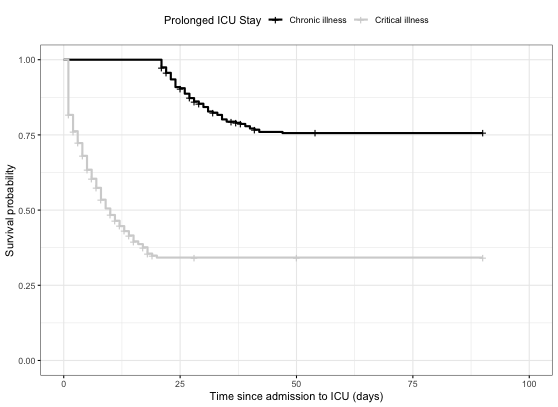 Prolonged ICU Stay Chronic illness Critical illness
1.00
0.75
0.50
0.25
0.00
Survival probability
0 25 50 75 100
Time since admission to ICU (days)